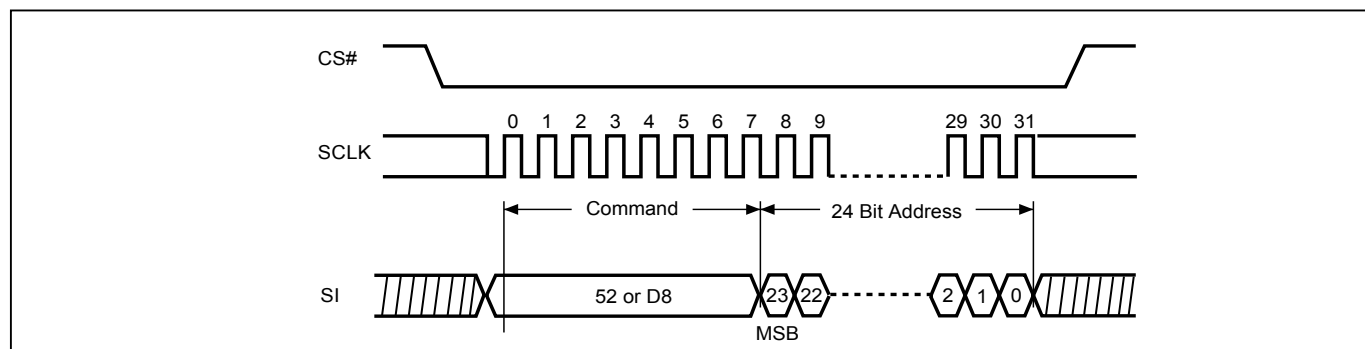 CS#
0 1 2 3 4 5 6 7 8 9 29 30 31
SCLK
Command 24 Bit Address
SI 52 or D8 23 22 2 1 0
MSB